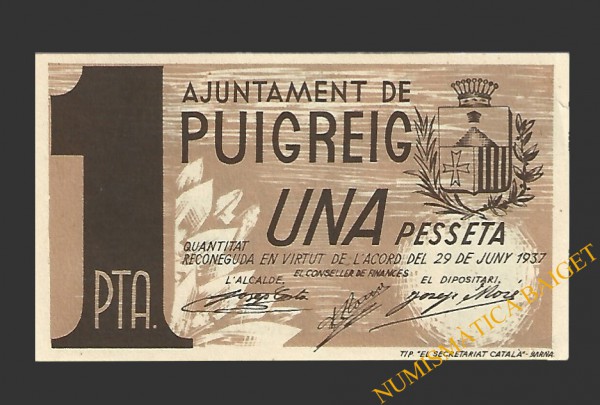 1
PTA.
AJUNTAMENT DE
PUIGREIG
UNA PESSETA
QUANTITAT
RECONEGUDA EN VIRTUT DE L'ACORD DEL 29 DE JUNY 1937
L'ALCALDE, EL CONSELLER DE FINANCES EL DIPOSITARI,
TIP. "EL SECRETARIAT CATALÀ"-BARNA
NUMISMATICA BAIGET